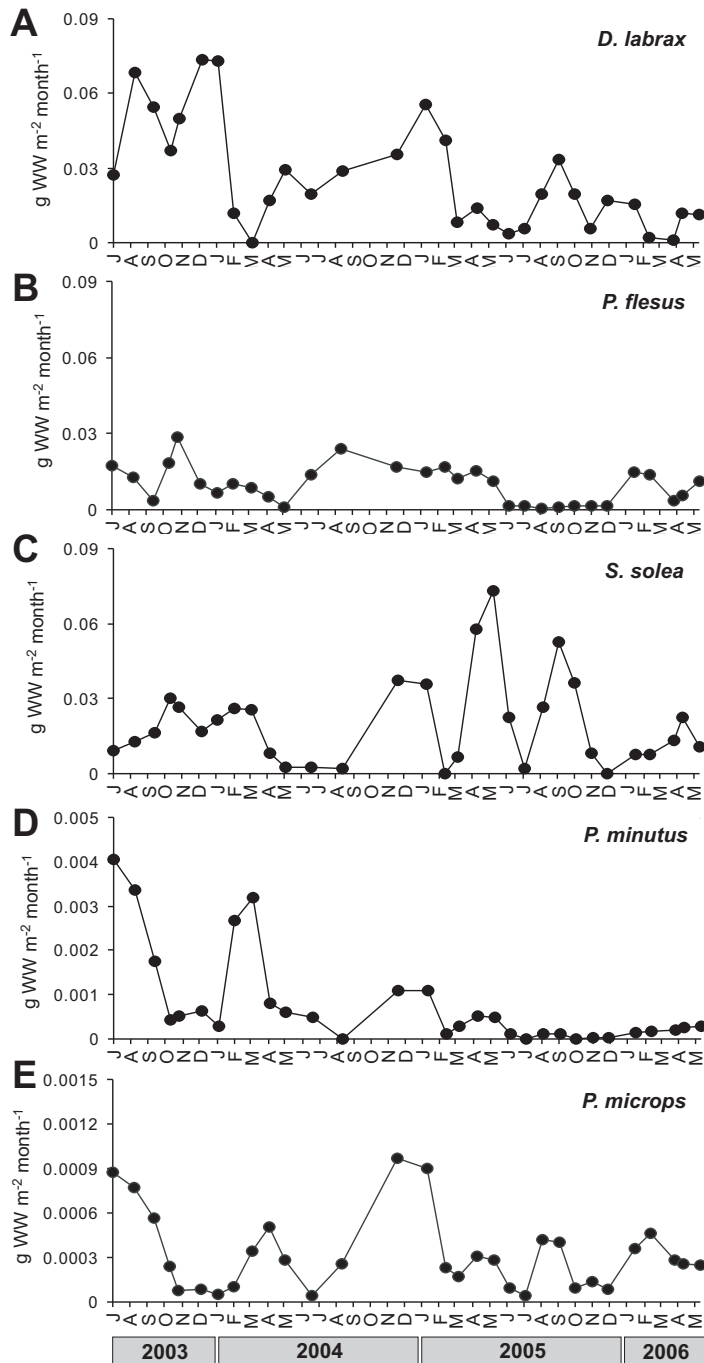 A
D. labrax
g WW m-2 month-1
0.09
0.06
0.03
0
J A S O N D J F M A M J J A S O N D J F M A M J J A S O N D J F M A M
B
P. flesus
g WW m-2 month-1
0.09
0.06
0.03
0
J A S O N D J F M A M J J A S O N D J F M A M J J A S O N D J F M A M
C
S. solea
g WW m-2 month-1
0.09
0.06
0.03
0
J A S O N D J F M A M J J A S O N D J F M A M J J A S O N D J F M A M
D
P. minutus
g WW m-2 month-1
0.005
0.004
0.003
0.002
0.001
0
J A S O N D J F M A M J J A S O N D J F M A M J J A S O N D J F M A M
E
P. microps
g WW m-2 month-1
0.0015
0.0012
0.0009
0.0006
0.0003
0
J A S O N D J F M A M J J A S O N D J F M A M J J A S O N D J F M A M
2003 2004 2005 2006